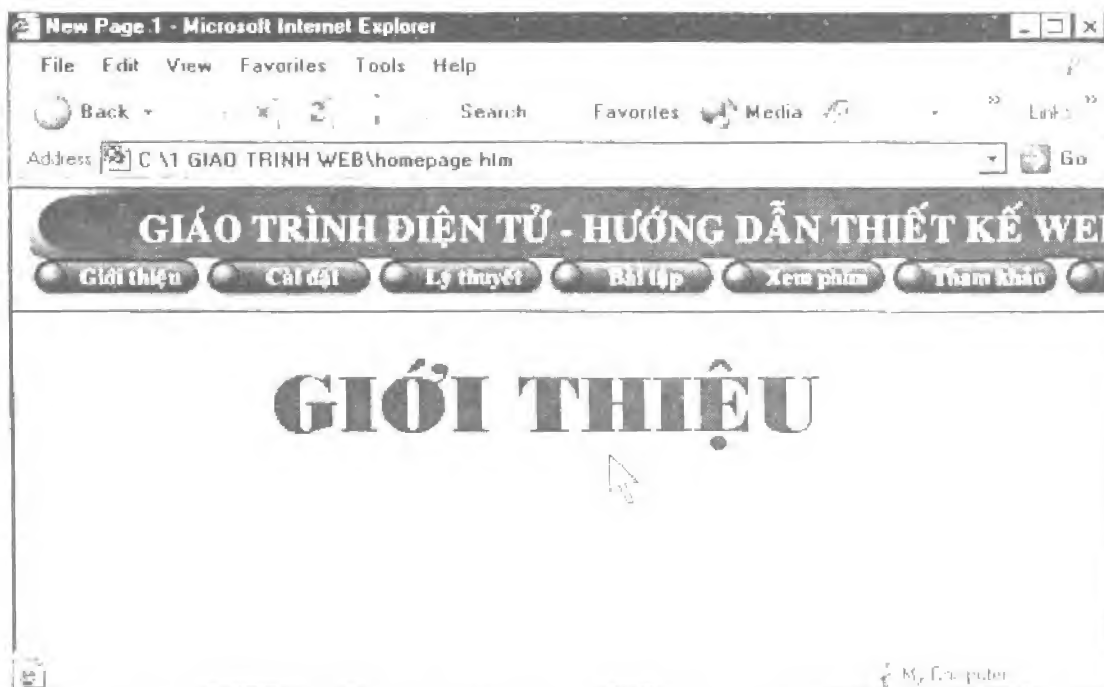 New Page 1 - Microsoft Internet Explorer
File Edit View Favorites Tools Help
Back Search Favorites Media Links
Address C \1 GIAO TRINH WEB\homepage htm Go
GIÁO TRÌNH ĐIỆN TỬ - HƯỚNG DẪN THIẾT KẾ WEB
Giới thiệu Cài đặt Lý thuyết Bài tập Xem phim Tham khảo
GIỚI THIỆU
My Computer